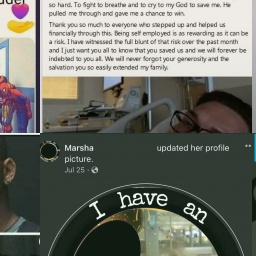 so hard. To fight to breathe and to cry to my God to save me. He
pulled me through and gave me a chance to win.
Thank you so much to everyone who stepped up and helped us
financially through this. Being self employed is as rewarding as it can be
a risk. I have witnessed the full blunt of that risk over the past month
and I just want you all to know that you saved us and we will forever be
indebted to you all. We will never forgot your generosity and the
salvation you so easily extended my family.
Marsha updated her profile
picture.
Jul 25 ·
I have an